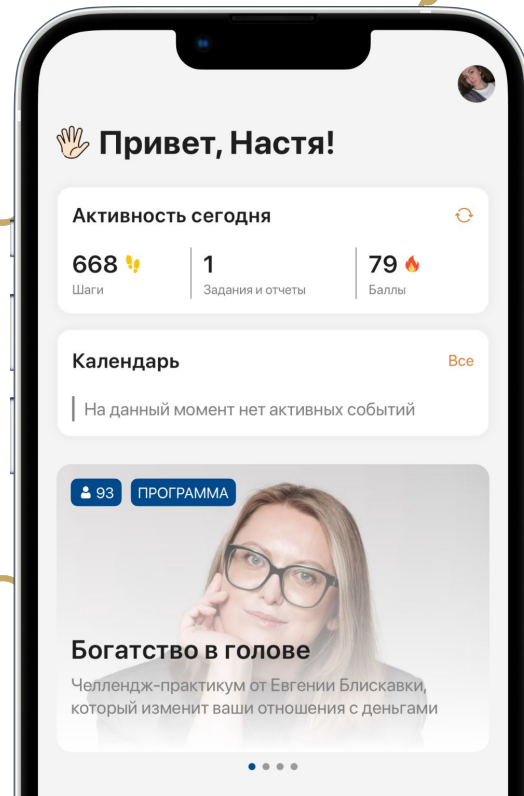 Привет, Настя!
Активность сегодня
668 1 79
Шаги Задания и отчеты Баллы
Календарь Все
На данный момент нет активных событий
93 ПРОГРАММА
Богатство в голове
Челлендж-практикум от Евгении Блискавки,
который изменит ваши отношения с деньгами